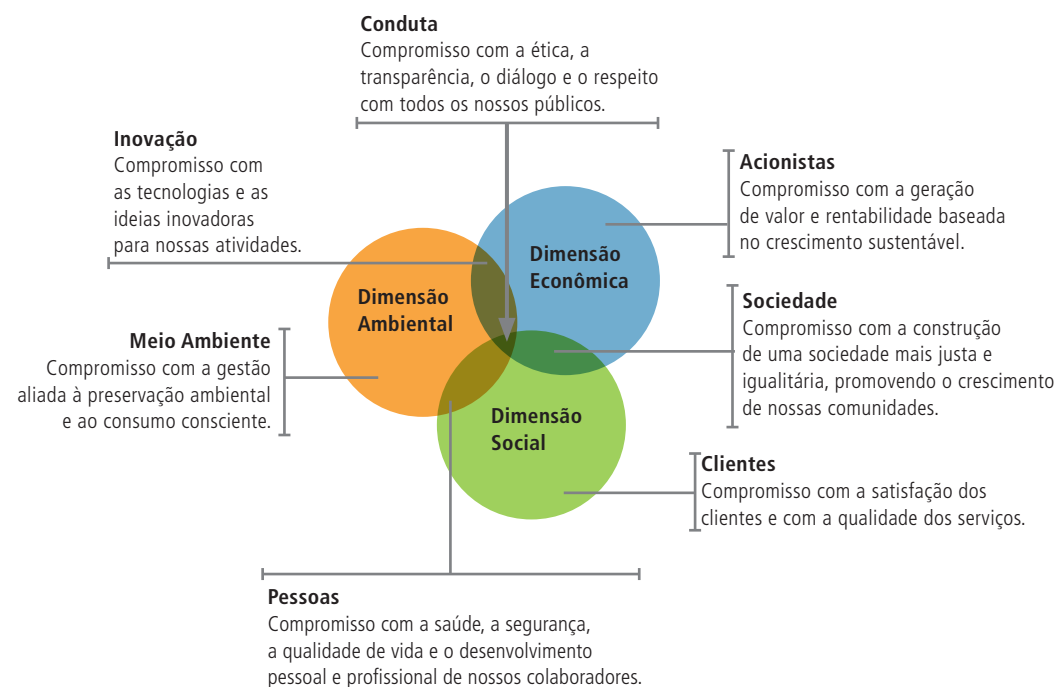 Conduta
Compromisso com a ética, a
transparência, o diálogo e o respeito
com todos os nossos públicos.
Inovação
Compromisso com
as tecnologias e as
ideias inovadoras
para nossas atividades.
Acionistas
Compromisso com a geração
de valor e rentabilidade baseada
no crescimento sustentável.
Dimensão
Econômica
Dimensão
Ambiental
Sociedade
Compromisso com a construção
de uma sociedade mais justa e
igualitária, promovendo o crescimento
de nossas comunidades.
Meio Ambiente
Compromisso com a gestão
aliada à preservação ambiental
e ao consumo consciente.
Dimensão
Social
Clientes
Compromisso com a satisfação dos
clientes e com a qualidade dos serviços.
Pessoas
Compromisso com a saúde, a segurança,
a qualidade de vida e o desenvolvimento
pessoal e profissional de nossos colaboradores.